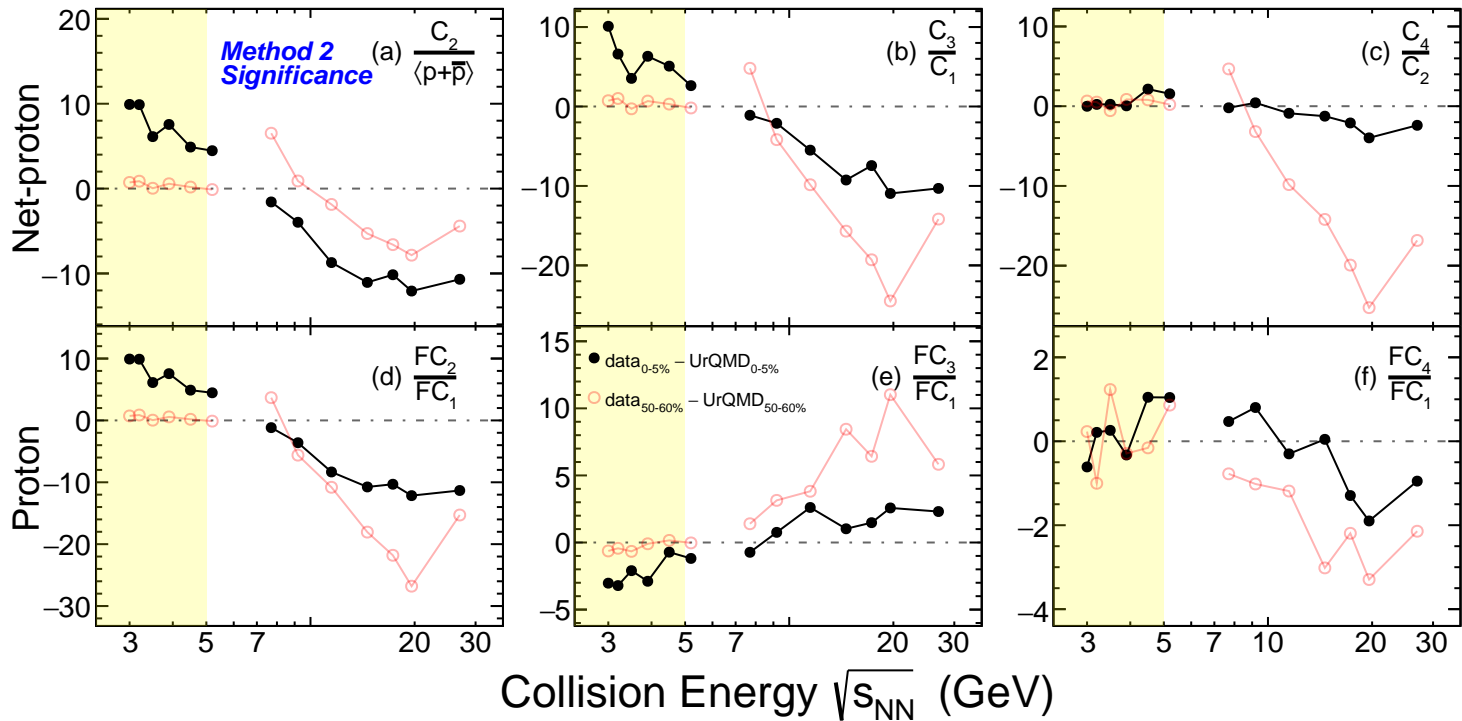 Method 2
Significance
(a) C2/⟨p+p̄⟩
(b) C3/C1
(c) C4/C2
20
10
0
−10
10
0
−10
−20
10
0
−10
−20
Net-proton
(d) FC2/FC1
data0-5% − UrQMD0-5%
data50-60% − UrQMD50-60%
(e) FC3/FC1
(f) FC4/FC1
10
0
−10
−20
−30
15
10
5
0
−5
2
0
−2
−4
Proton
3 5 7 20 30
3 5 7 20 30
3 5 7 10 20 30
Collision Energy √sNN (GeV)